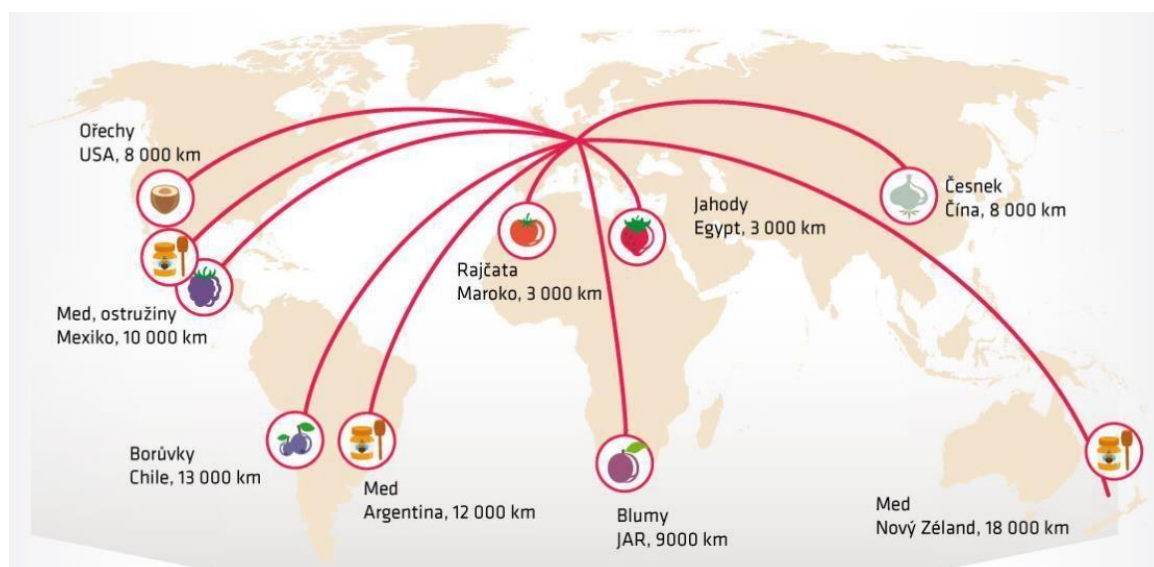 Ořechy
USA, 8 000 km
Česnek
Čína, 8 000 km
Jahody
Egypt, 3 000 km
Rajčata
Maroko, 3 000 km
Med, ostružiny
Mexiko, 10 000 km
Borůvky
Chile, 13 000 km
Med
Argentina, 12 000 km
Blumy
JAR, 9000 km
Med
Nový Zéland, 18 000 km